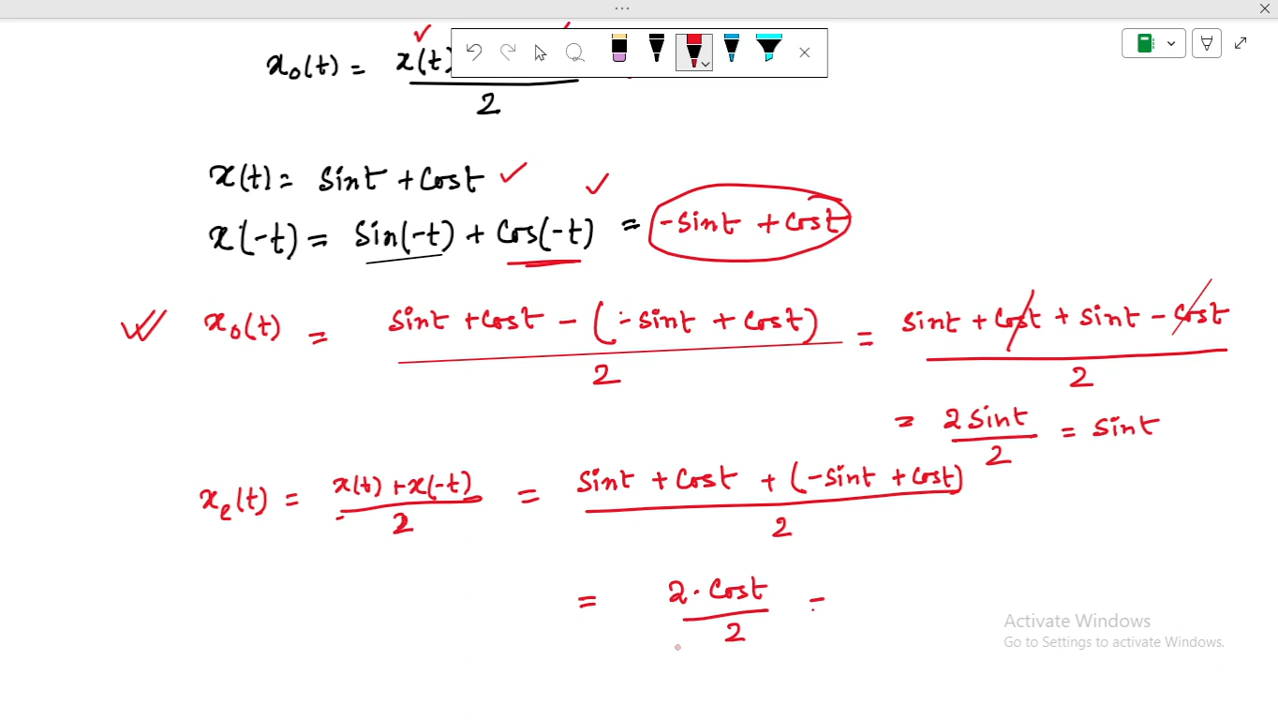 x₀(t) = x(t)
2
x(t) = Sint + Cost
x(-t) = Sin(-t) + Cos(-t) = -Sint + Cost
x₀(t) = Sint + Cost - (-Sint + Cost) / 2 = Sint + Cost + Sint - Cost / 2
= 2 Sint / 2 = Sint
xₑ(t) = x(t) + x(-t) / 2 = Sint + Cost + (-Sint + Cost) / 2
= 2 · Cost / 2 =
Activate Windows
Go to Settings to activate Windows.